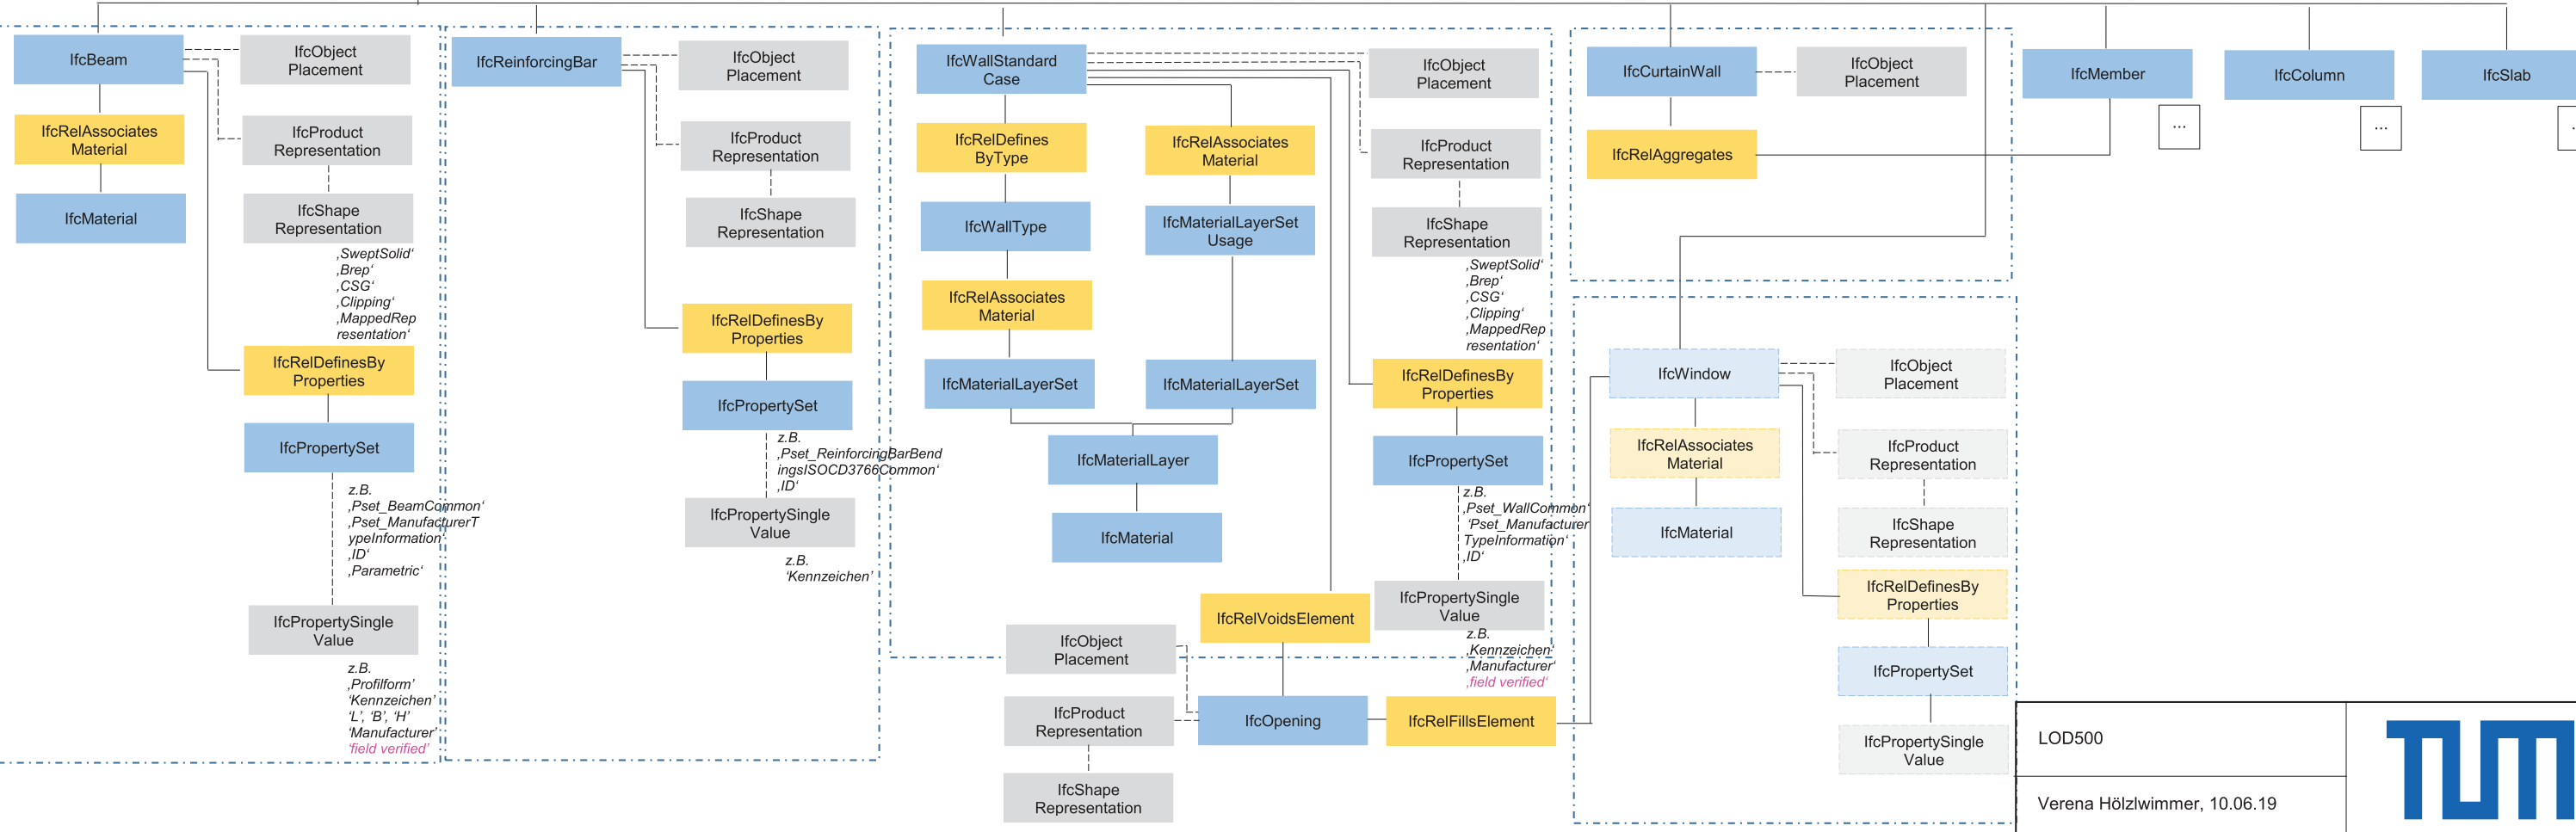 IfcBeam
IfcObject
Placement
IfcRelAssociates
Material
IfcProduct
Representation
IfcMaterial
IfcShape
Representation
‚SweptSolid‘
‚Brep‘
‚CSG‘
‚Clipping‘
‚MappedRep
resentation‘
IfcRelDefinesBy
Properties
IfcPropertySet
z.B.
‚Pset_BeamCommon‘
‚Pset_ManufacturerT
ypeInformation‘
‚ID‘
‚Parametric‘
IfcPropertySingle
Value
z.B.
‚Profilform’
‘Kennzeichen’
‘L’, ‘B’, ‘H’
‘Manufacturer’
‘field verified’
IfcReinforcingBar
IfcObject
Placement
IfcProduct
Representation
IfcShape
Representation
IfcRelDefinesBy
Properties
IfcPropertySet
z.B.
‚Pset_ReinforcingBarBend
ingsISOCD3766Common‘
‚ID‘
IfcPropertySingle
Value
z.B.
‘Kennzeichen’
IfcWallStandard
Case
IfcRelDefines
ByType
IfcWallType
IfcRelAssociates
Material
IfcMaterialLayerSet
IfcRelAssociates
Material
IfcMaterialLayerSet
Usage
IfcMaterialLayerSet
IfcMaterialLayer
IfcMaterial
IfcObject
Placement
IfcProduct
Representation
IfcShape
Representation
‚SweptSolid‘
‚Brep‘
‚CSG‘
‚Clipping‘
‚MappedRep
resentation‘
IfcRelDefinesBy
Properties
IfcPropertySet
z.B.
‚Pset_WallCommon‘
‘Pset_Manufacturer
TypeInformation‘
‚ID‘
IfcPropertySingle
Value
z.B.
‚Kennzeichen‘
‚Manufacturer‘
‚field verified‘
IfcRelVoidsElement
IfcObject
Placement
IfcProduct
Representation
IfcShape
Representation
IfcOpening
IfcRelFillsElement
IfcCurtainWall
IfcObject
Placement
IfcRelAggregates
IfcMember
...
IfcColumn
...
IfcSlab
IfcWindow
IfcObject
Placement
IfcRelAssociates
Material
IfcProduct
Representation
IfcMaterial
IfcShape
Representation
IfcRelDefinesBy
Properties
IfcPropertySet
IfcPropertySingle
Value
LOD500
Verena Hölzlwimmer, 10.06.19
TUM